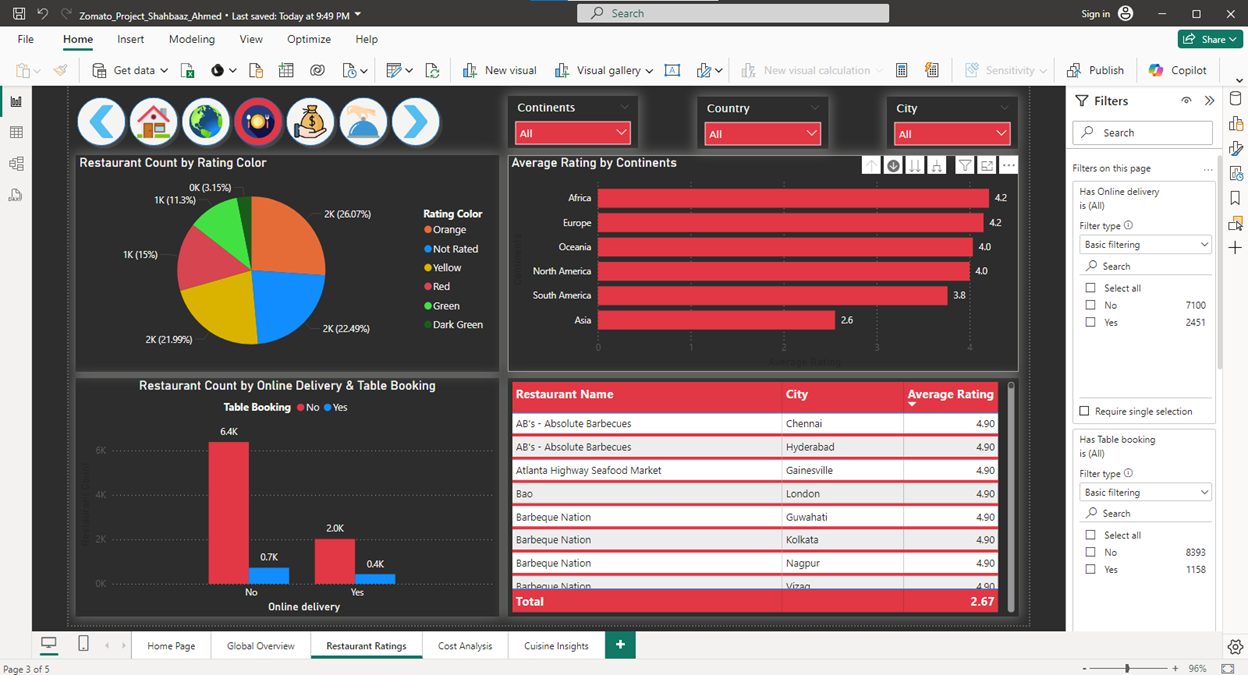 Zomato_Project_Shahbaaz_Ahmed • Last saved: Today at 9:49 PM
Search
Sign in
File
Home
Insert
Modeling
View
Optimize
Help
Share
Get data
New visual
Visual gallery
New visual calculation
Sensitivity
Publish
Copilot
Continents
All
Country
All
City
All
Restaurant Count by Rating Color
0K (3.15%)
1K (11.3%)
1K (15%)
2K (21.99%)
2K (26.07%)
2K (22.49%)
Rating Color
Orange
Not Rated
Yellow
Red
Green
Dark Green
Average Rating by Continents
Africa 4.2
Europe 4.2
Oceania 4.0
North America 4.0
South America 3.8
Asia 2.6
0 1 2 3 4
Average Rating
Restaurant Count by Online Delivery & Table Booking
Table Booking No Yes
6K
4K
2K
0K
6.4K
0.7K
2.0K
0.4K
No Yes
Online delivery
Restaurant Name City Average Rating
AB's - Absolute Barbecues Chennai 4.90
AB's - Absolute Barbecues Hyderabad 4.90
Atlanta Highway Seafood Market Gainesville 4.90
Bao London 4.90
Barbeque Nation Guwahati 4.90
Barbeque Nation Kolkata 4.90
Barbeque Nation Nagpur 4.90
Barbeque Nation Vizag 4.90
Total 2.67
Filters
Search
Filters on this page
Has Online delivery
is (All)
Filter type
Basic filtering
Search
Select all
No 7100
Yes 2451
Require single selection
Has Table booking
is (All)
Filter type
Basic filtering
Search
Select all
No 8393
Yes 1158
Home Page
Global Overview
Restaurant Ratings
Cost Analysis
Cuisine Insights
Page 3 of 5
96%